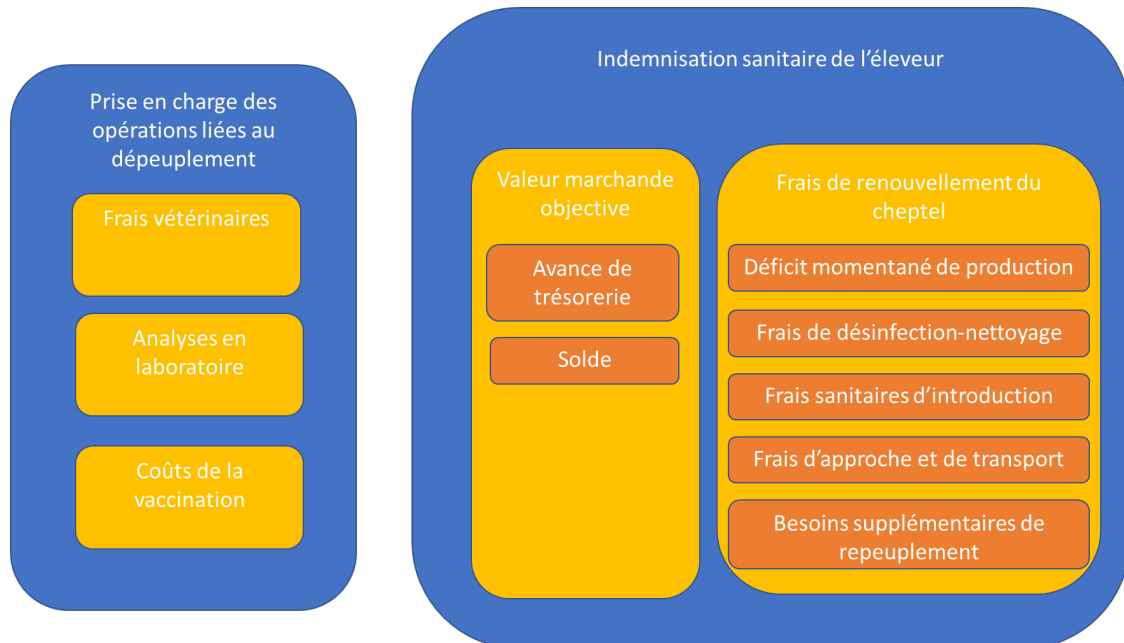 Prise en charge des
opérations liées au
dépeuplement
Frais vétérinaires
Analyses en
laboratoire
Coûts de la
vaccination
Indemnisation sanitaire de l’éleveur
Valeur marchande
objective
Avance de
trésorerie
Solde
Frais de renouvellement du
cheptel
Déficit momentané de production
Frais de désinfection-nettoyage
Frais sanitaires d’introduction
Frais d’approche et de transport
Besoins supplémentaires de
repeuplement